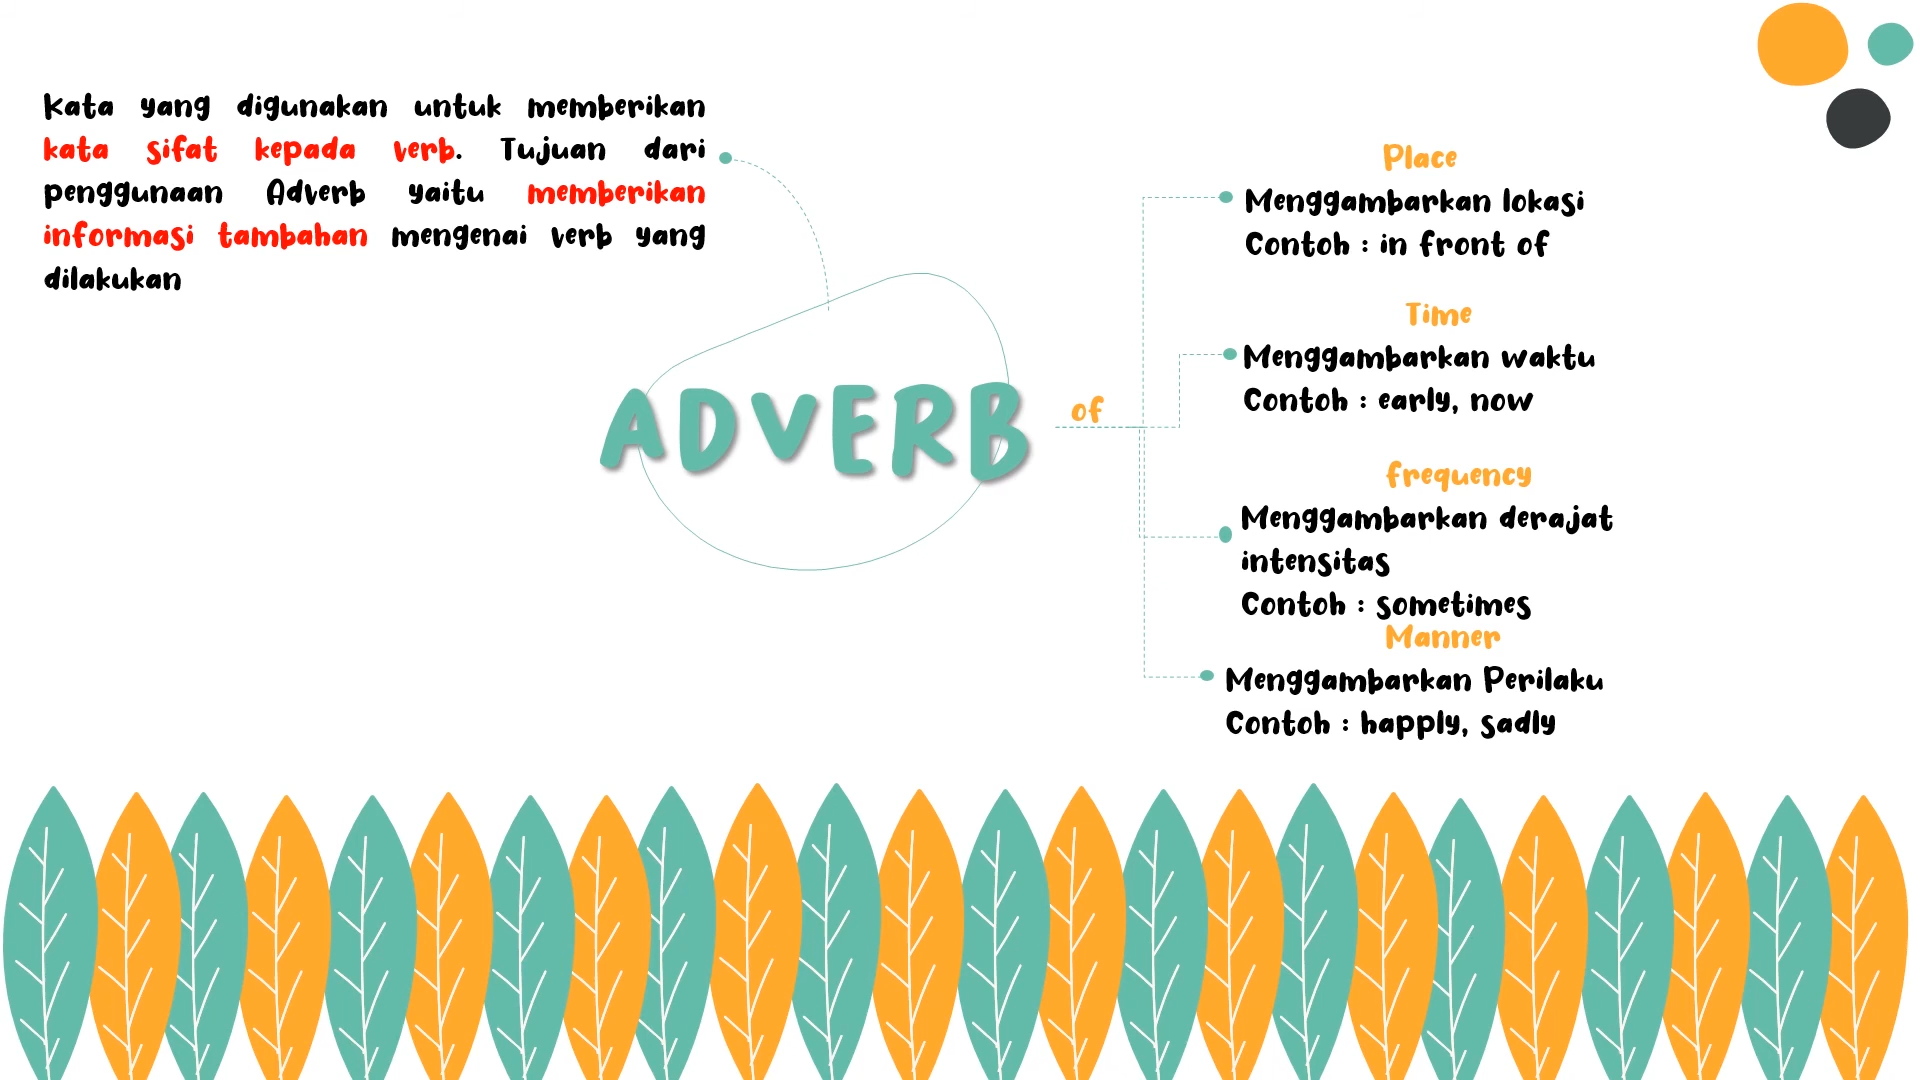 Kata yang digunakan untuk memberikan
kata sifat kepada verb. Tujuan dari
penggunaan Adverb yaitu memberikan
informasi tambahan mengenai verb yang
dilakukan
ADVERB
of
Place
Menggambarkan lokasi
Contoh : in front of
Time
Menggambarkan waktu
Contoh : early, now
frequency
Menggambarkan derajat
intensitas
Contoh : sometimes
Manner
Menggambarkan Perilaku
Contoh : happly, sadly